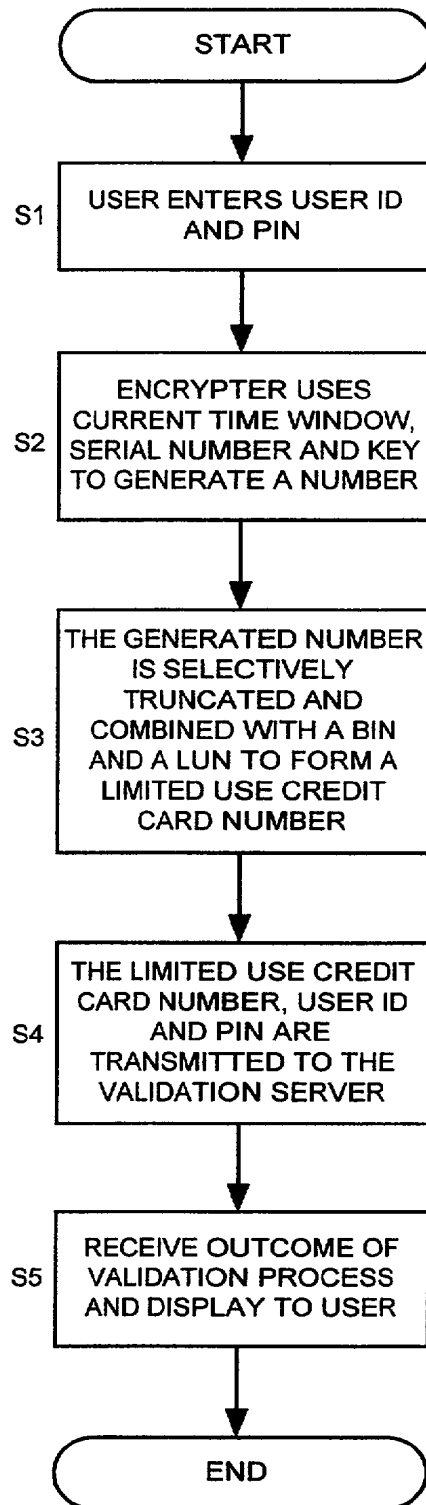 START
S1
USER ENTERS USER ID
AND PIN
S2
ENCRYPTER USES
CURRENT TIME WINDOW,
SERIAL NUMBER AND KEY
TO GENERATE A NUMBER
S3
THE GENERATED NUMBER
IS SELECTIVELY
TRUNCATED AND
COMBINED WITH A BIN
AND A LUN TO FORM A
LIMITED USE CREDIT
CARD NUMBER
S4
THE LIMITED USE CREDIT
CARD NUMBER, USER ID
AND PIN ARE
TRANSMITTED TO THE
VALIDATION SERVER
S5
RECEIVE OUTCOME OF
VALIDATION PROCESS
AND DISPLAY TO USER
END